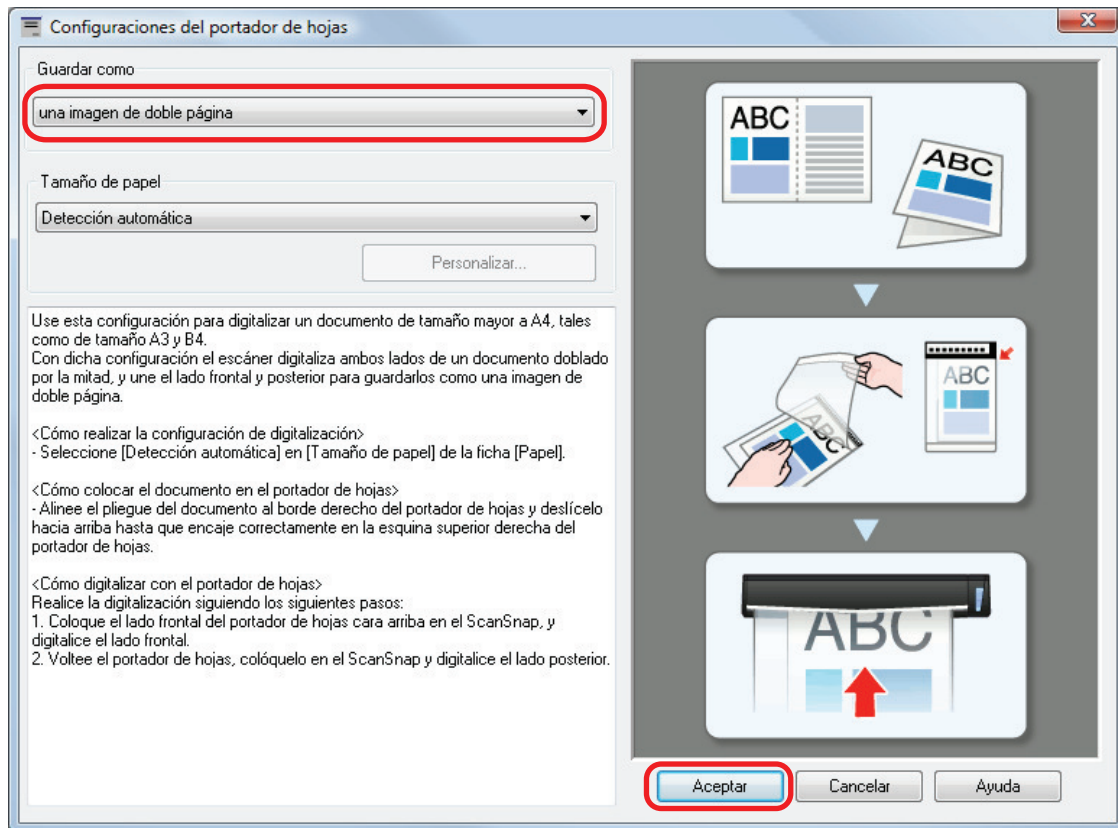 Configuraciones del portador de hojas
Guardar como
una imagen de doble página
Tamaño de papel
Detección automática
Personalizar...
Use esta configuración para digitalizar un documento de tamaño mayor a A4, tales
como de tamaño A3 y B4.
Con dicha configuración el escáner digitaliza ambos lados de un documento doblado
por la mitad, y une el lado frontal y posterior para guardarlos como una imagen de
doble página.
<Cómo realizar la configuración de digitalización>
- Seleccione [Detección automática] en [Tamaño de papel] de la ficha [Papel].
<Cómo colocar el documento en el portador de hojas>
- Alinee el pliegue del documento al borde derecho del portador de hojas y deslícelo
hacia arriba hasta que encaje correctamente en la esquina superior derecha del
portador de hojas.
<Cómo digitalizar con el portador de hojas>
Realice la digitalización siguiendo los siguientes pasos:
1. Coloque el lado frontal del portador de hojas cara arriba en el ScanSnap, y
digitalice el lado frontal.
2. Voltee el portador de hojas, colóquelo en el ScanSnap y digitalice el lado posterior.
ABC
ABC
ABC
ABC
ABC
Aceptar
Cancelar
Ayuda